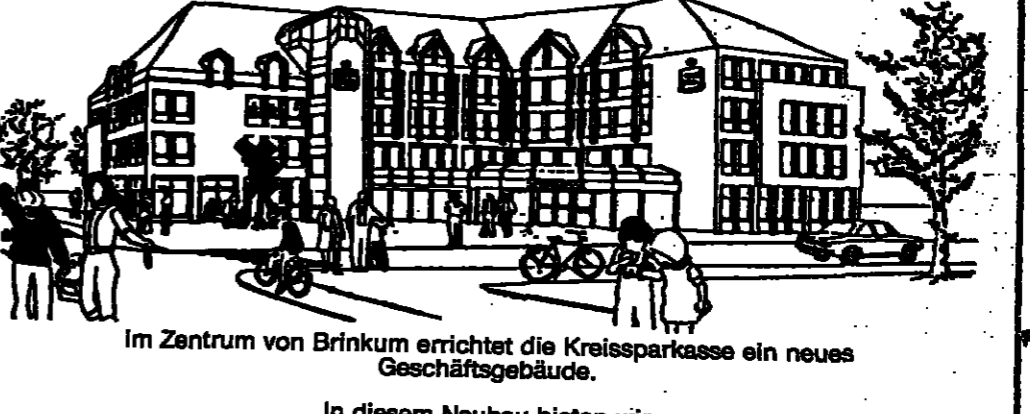 Im Zentrum von Brinkum errichtet die Kreissparkasse ein neues
Geschäftsgebäude.
In diesem Neubau bieten wir